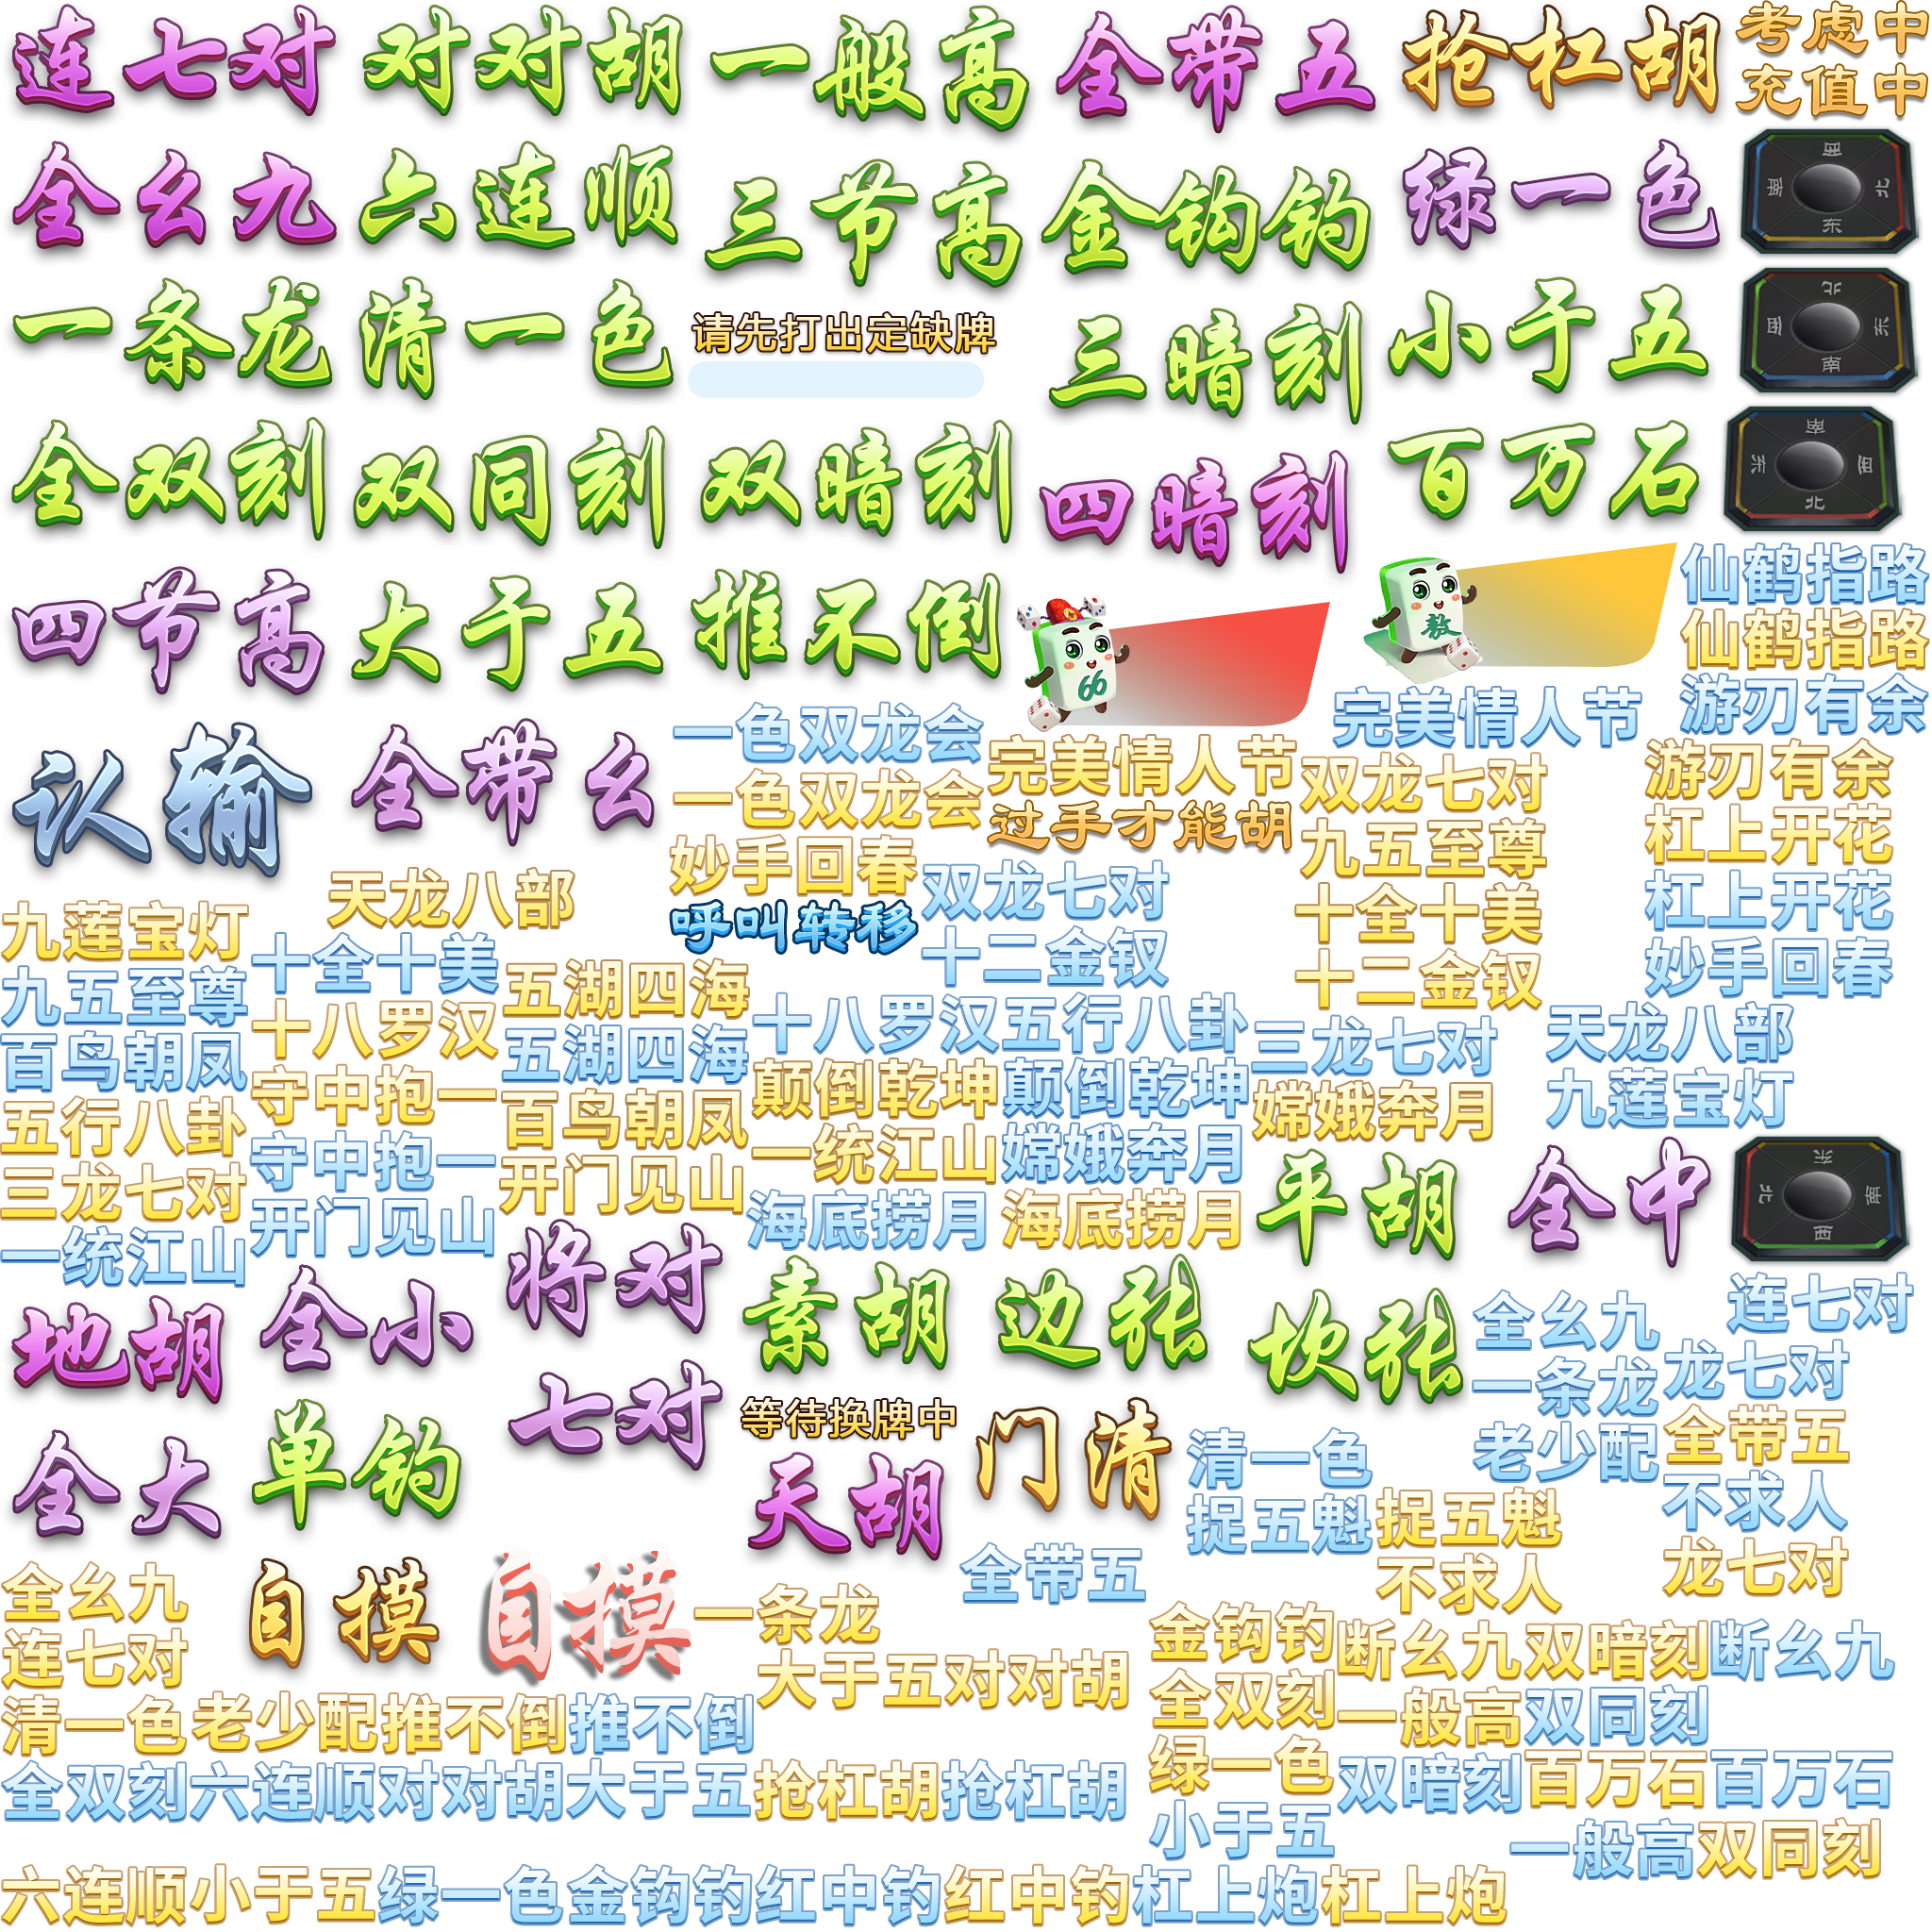 连七对
对对胡
一般高
全带五
抢杠胡
考虑中
充值中
全幺九
六连顺
三节高
金钩钓
绿一色
西
南
北
东
一条龙
清一色
请先打出定缺牌
三暗刻
小于五
北
西
东
南
全双刻
双同刻
双暗刻
四暗刻
百万石
南
东
西
北
四节高
大于五
推不倒
66
敖
仙鹤指路
仙鹤指路
游刃有余
认输
全带幺
一色双龙会
一色双龙会
完美情人节
完美情人节
过手才能胡
双龙七对
九五至尊
游刃有余
杠上开花
杠上开花
妙手回春
妙手回春
呼叫转移
双龙七对
十二金钗
十全十美
十二金钗
天龙八部
九莲宝灯
九五至尊
百鸟朝凤
五行八卦
三龙七对
一统江山
十全十美
十八罗汉
守中抱一
守中抱一
开门见山
五湖四海
五湖四海
百鸟朝凤
开门见山
十八罗汉
颠倒乾坤
一统江山
海底捞月
五行八卦
颠倒乾坤
嫦娥奔月
海底捞月
三龙七对
嫦娥奔月
天龙八部
九莲宝灯
平胡
全中
东
北
南
西
地胡
全小
将对
素胡
边张
坎张
全幺九
一条龙
老少配
连七对
龙七对
全带五
不求人
龙七对
全大
单钓
七对
等待换牌中
天胡
门清
清一色
捉五魁
捉五魁
不求人
全幺九
连七对
自摸
自摸
全带五
一条龙
大于五
对对胡
金钩钓
断幺九
双暗刻
断幺九
清一色
老少配
推不倒
推不倒
全双刻
一般高
双同刻
全双刻
六连顺
对对胡
大于五
抢杠胡
抢杠胡
绿一色
双暗刻
百万石
百万石
小于五
一般高
双同刻
六连顺
小于五
绿一色
金钩钓
红中钓
红中钓
杠上炮
杠上炮